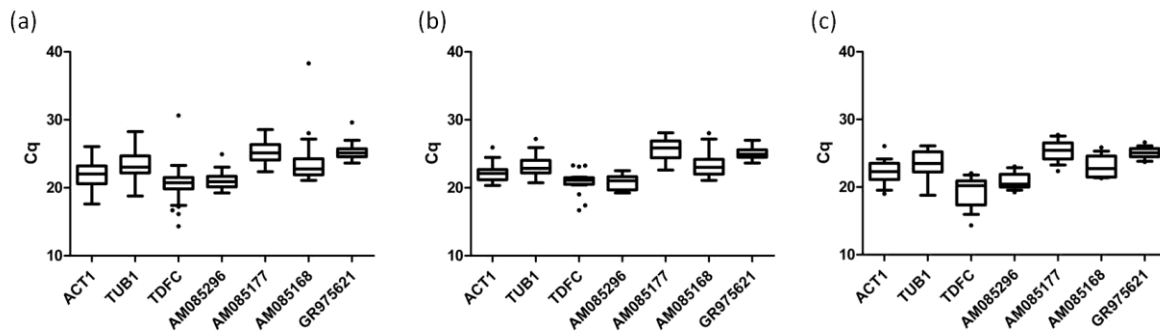 (a)
Cq
40
30
20
10
ACT1
TUB1
TDFC
AM085296
AM085177
AM085168
GR975621
(b)
Cq
40
30
20
10
ACT1
TUB1
TDFC
AM085296
AM085177
AM085168
GR975621
(c)
Cq
40
30
20
10
ACT1
TUB1
TDFC
AM085296
AM085177
AM085168
GR975621